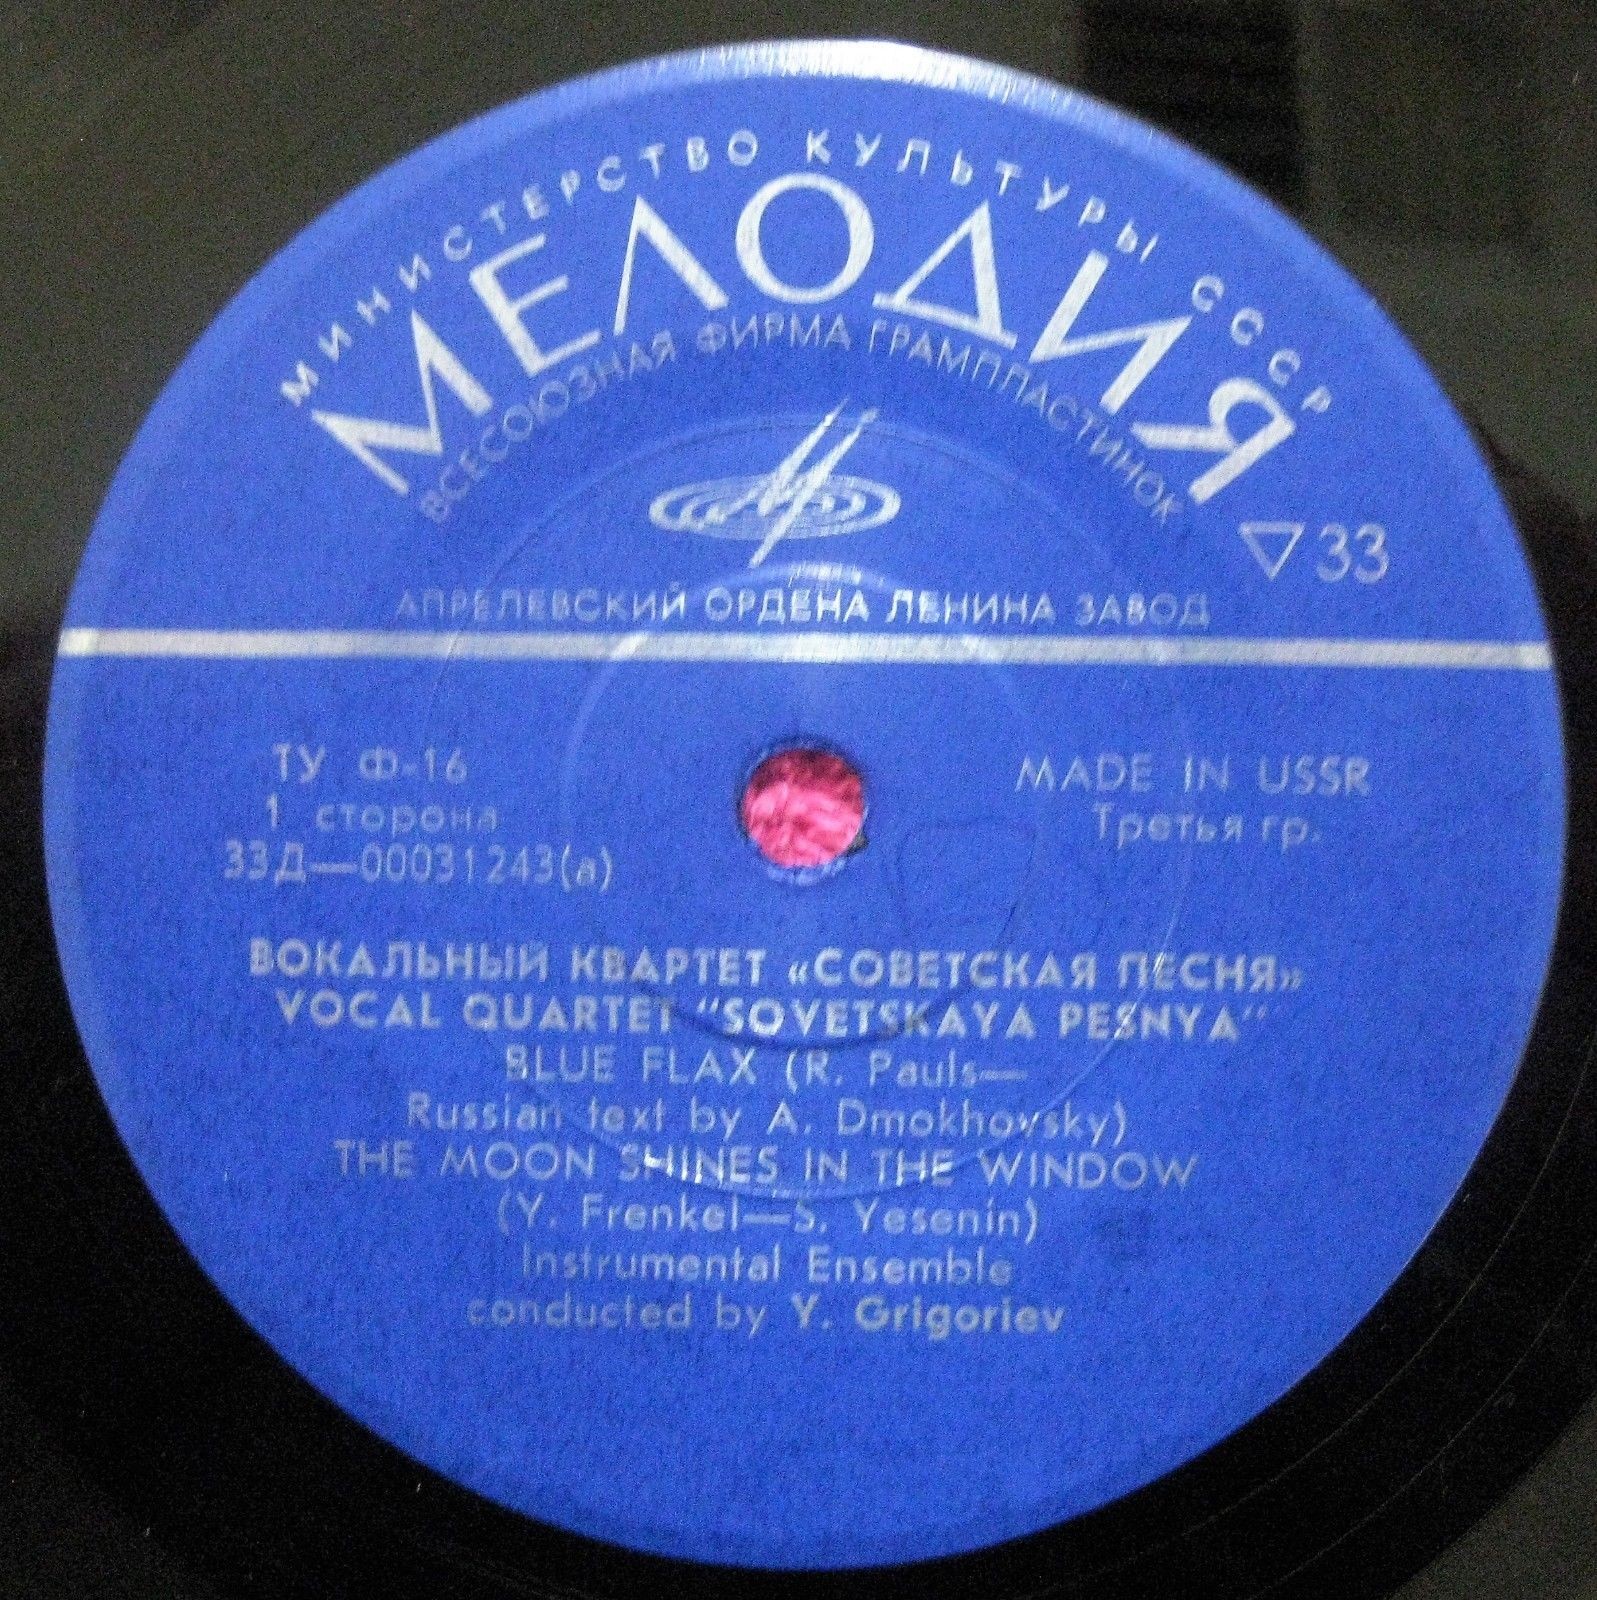 МИНИСТЕРСТВО КУЛЬТУРЫ СССР
МЕЛОДИЯ
ВСЕСОЮЗНАЯ ФИРМА ГРАМПЛАСТИНОК
▽33
АПРЕЛЕВСКИЙ ОРДЕНА ЛЕНИНА ЗАВОД
ТУ Ф-16
1 сторона
33Д—00031243(а)
MADE IN USSR
Третья гр.
ВОКАЛЬНЫЙ КВАРТЕТ «СОВЕТСКАЯ ПЕСНЯ»
VOCAL QUARTET "SOVETSKAYA PESNYA"
BLUE FLAX (R. Pauls—
Russian text by A. Dmokhovsky)
THE MOON SHINES IN THE WINDOW
(Y. Frenkel—S. Yesenin)
Instrumental Ensemble
conducted by Y. Grigoriev